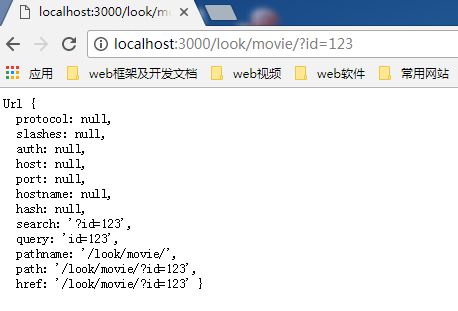 localhost:3000/look/m
localhost:3000/look/movie/?id=123
应用 web框架及开发文档 web视频 web软件 常用网站
Url {
protocol: null,
slashes: null,
auth: null,
host: null,
port: null,
hostname: null,
hash: null,
search: '?id=123',
query: 'id=123',
pathname: '/look/movie/',
path: '/look/movie/?id=123',
href: '/look/movie/?id=123' }